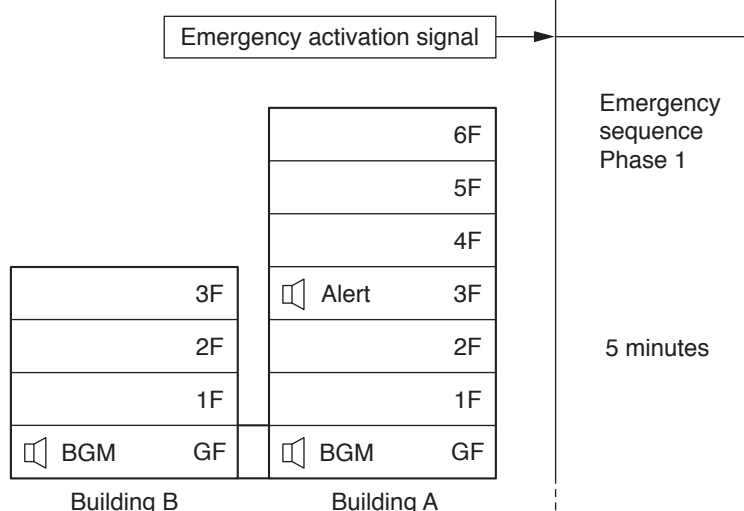 Emergency activation signal
Emergency
sequence
Phase 1
6F
5F
4F
3F
Alert 3F
2F
2F
5 minutes
1F
1F
BGM GF
BGM GF
Building B
Building A